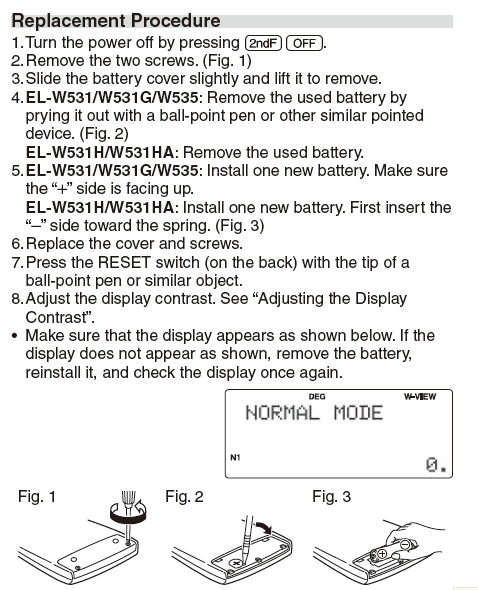 Replacement Procedure
1. Turn the power off by pressing 2ndF OFF.
2. Remove the two screws. (Fig. 1)
3. Slide the battery cover slightly and lift it to remove.
4. EL-W531/W531G/W535: Remove the used battery by
prying it out with a ball-point pen or other similar pointed
device. (Fig. 2)
EL-W531H/W531HA: Remove the used battery.
5. EL-W531/W531G/W535: Install one new battery. Make sure
the “+” side is facing up.
EL-W531H/W531HA: Install one new battery. First insert the
“–” side toward the spring. (Fig. 3)
6. Replace the cover and screws.
7. Press the RESET switch (on the back) with the tip of a
ball-point pen or similar object.
8. Adjust the display contrast. See “Adjusting the Display
Contrast”.
• Make sure that the display appears as shown below. If the
display does not appear as shown, remove the battery,
reinstall it, and check the display once again.
DEG W-VIEW
NORMAL MODE
N1
0.
Fig. 1 Fig. 2 Fig. 3